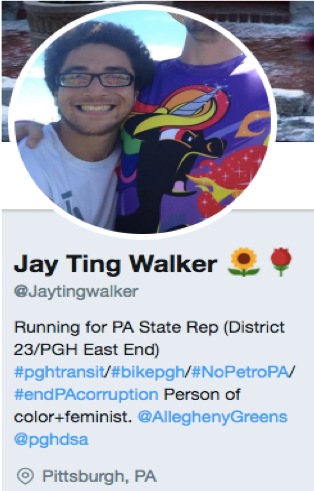 Jay Ting Walker 🌻🌹
@Jaytingwalker
Running for PA State Rep (District
23/PGH East End)
#pghtransit/#bikepgh/#NoPetroPA/
#endPAcorruption Person of
color+feminist. @AlleghenyGreens
@pghdsa
Pittsburgh, PA